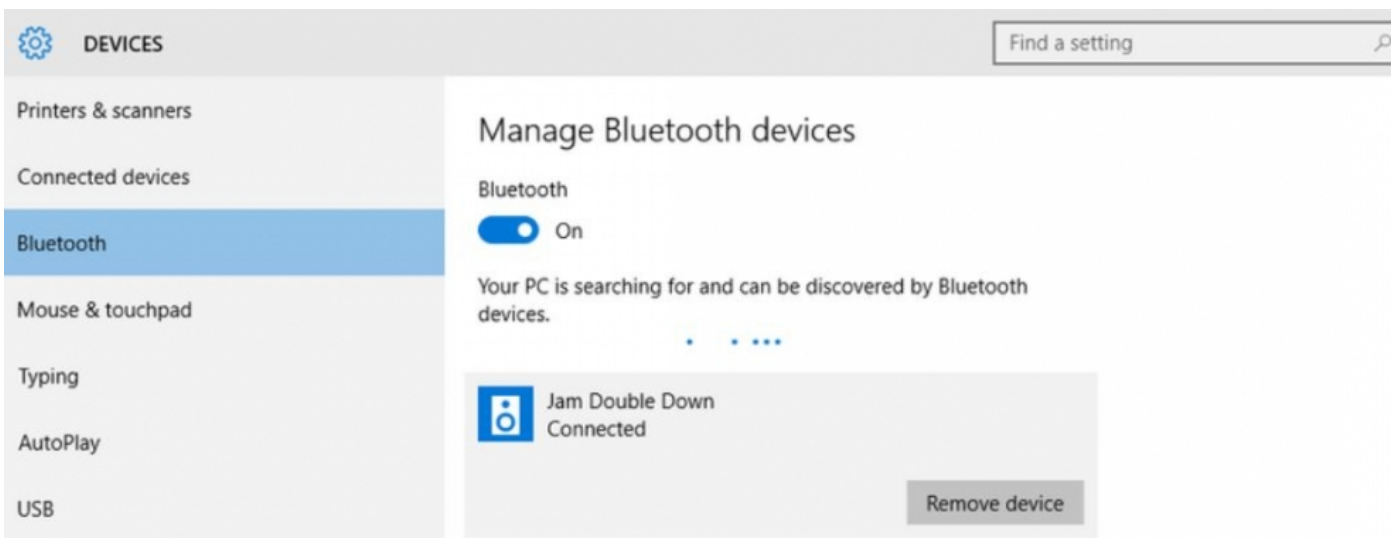 DEVICES
Find a setting
Printers & scanners
Connected devices
Bluetooth
Mouse & touchpad
Typing
AutoPlay
USB
Manage Bluetooth devices
Bluetooth
On
Your PC is searching for and can be discovered by Bluetooth
devices.
Jam Double Down
Connected
Remove device